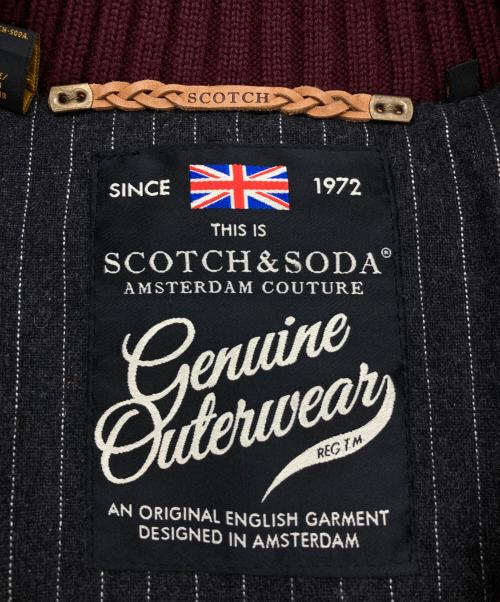 SCOTCH
SINCE 1972
THIS IS
SCOTCH&SODA®
AMSTERDAM COUTURE
Genuine
Outerwear
REG TM
AN ORIGINAL ENGLISH GARMENT
DESIGNED IN AMSTERDAM